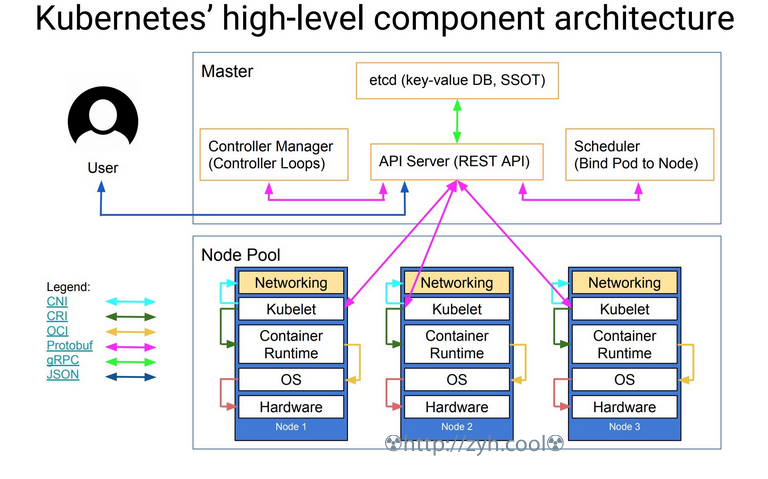 Kubernetes’ high-level component architecture
Master
etcd (key-value DB, SSOT)
Controller Manager
(Controller Loops)
API Server (REST API)
Scheduler
(Bind Pod to Node)
User
Node Pool
Networking
Kubelet
Container
Runtime
OS
Hardware
Node 1
Networking
Kubelet
Container
Runtime
OS
Hardware
Node 2
Networking
Kubelet
Container
Runtime
OS
Hardware
Node 3
Legend:
CNI
CRI
OCI
Protobuf
gRPC
JSON
☢http://zyh.cool☢